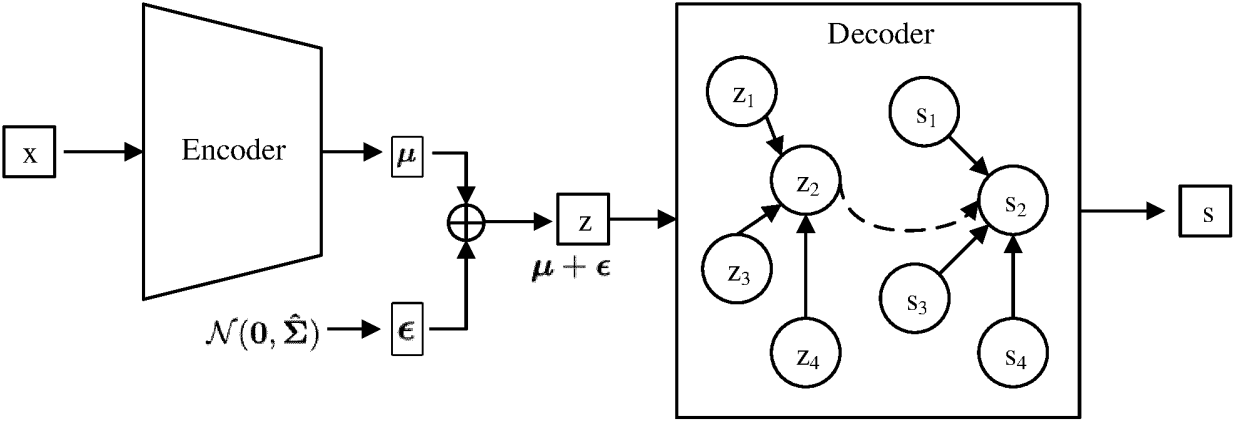 x
Encoder
μ
N(0, Σ̂)
ϵ
z
μ + ϵ
Decoder
z₁
z₂
z₃
z₄
s₁
s₂
s₃
s₄
s